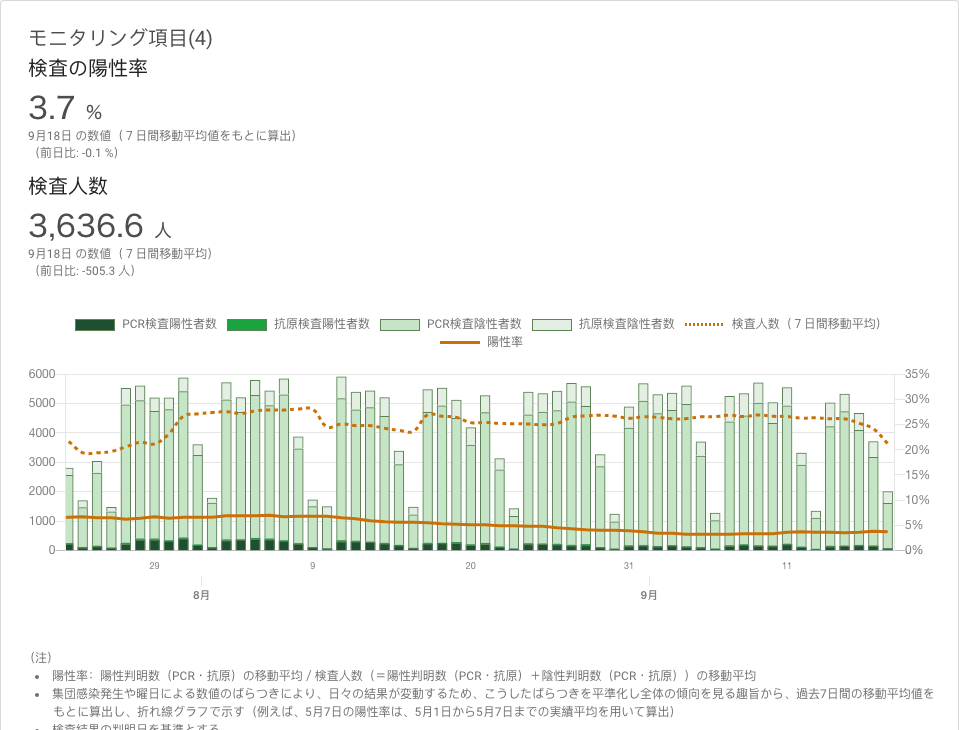 モニタリング項目(4)
検査の陽性率
3.7 %
9月18日 の数値（７日間移動平均値をもとに算出）
（前日比: -0.1 %）
検査人数
3,636.6 人
9月18日 の数値（７日間移動平均）
（前日比: -505.3 人）
PCR検査陽性者数 抗原検査陽性者数 PCR検査陰性者数 抗原検査陰性者数 検査人数（７日間移動平均）
陽性率
6000 35%
5000 30%
4000 25%
3000 20%
2000 15%
1000 10%
0 5%
0%
29 9 20 31 11
8月 9月
（注）
陽性率：陽性判明数（PCR・抗原）の移動平均 / 検査人数（＝陽性判明数（PCR・抗原）＋陰性判明数（PCR・抗原））の移動平均
集団感染発生や曜日による数値のばらつきにより、日々の結果が変動するため、こうしたばらつきを平準化し全体の傾向を見る趣旨から、過去7日間の移動平均値を
もとに算出し、折れ線グラフで示す（例えば、5月7日の陽性率は、5月1日から5月7日までの実績平均を用いて算出）
検査結果の判明日を基準とする